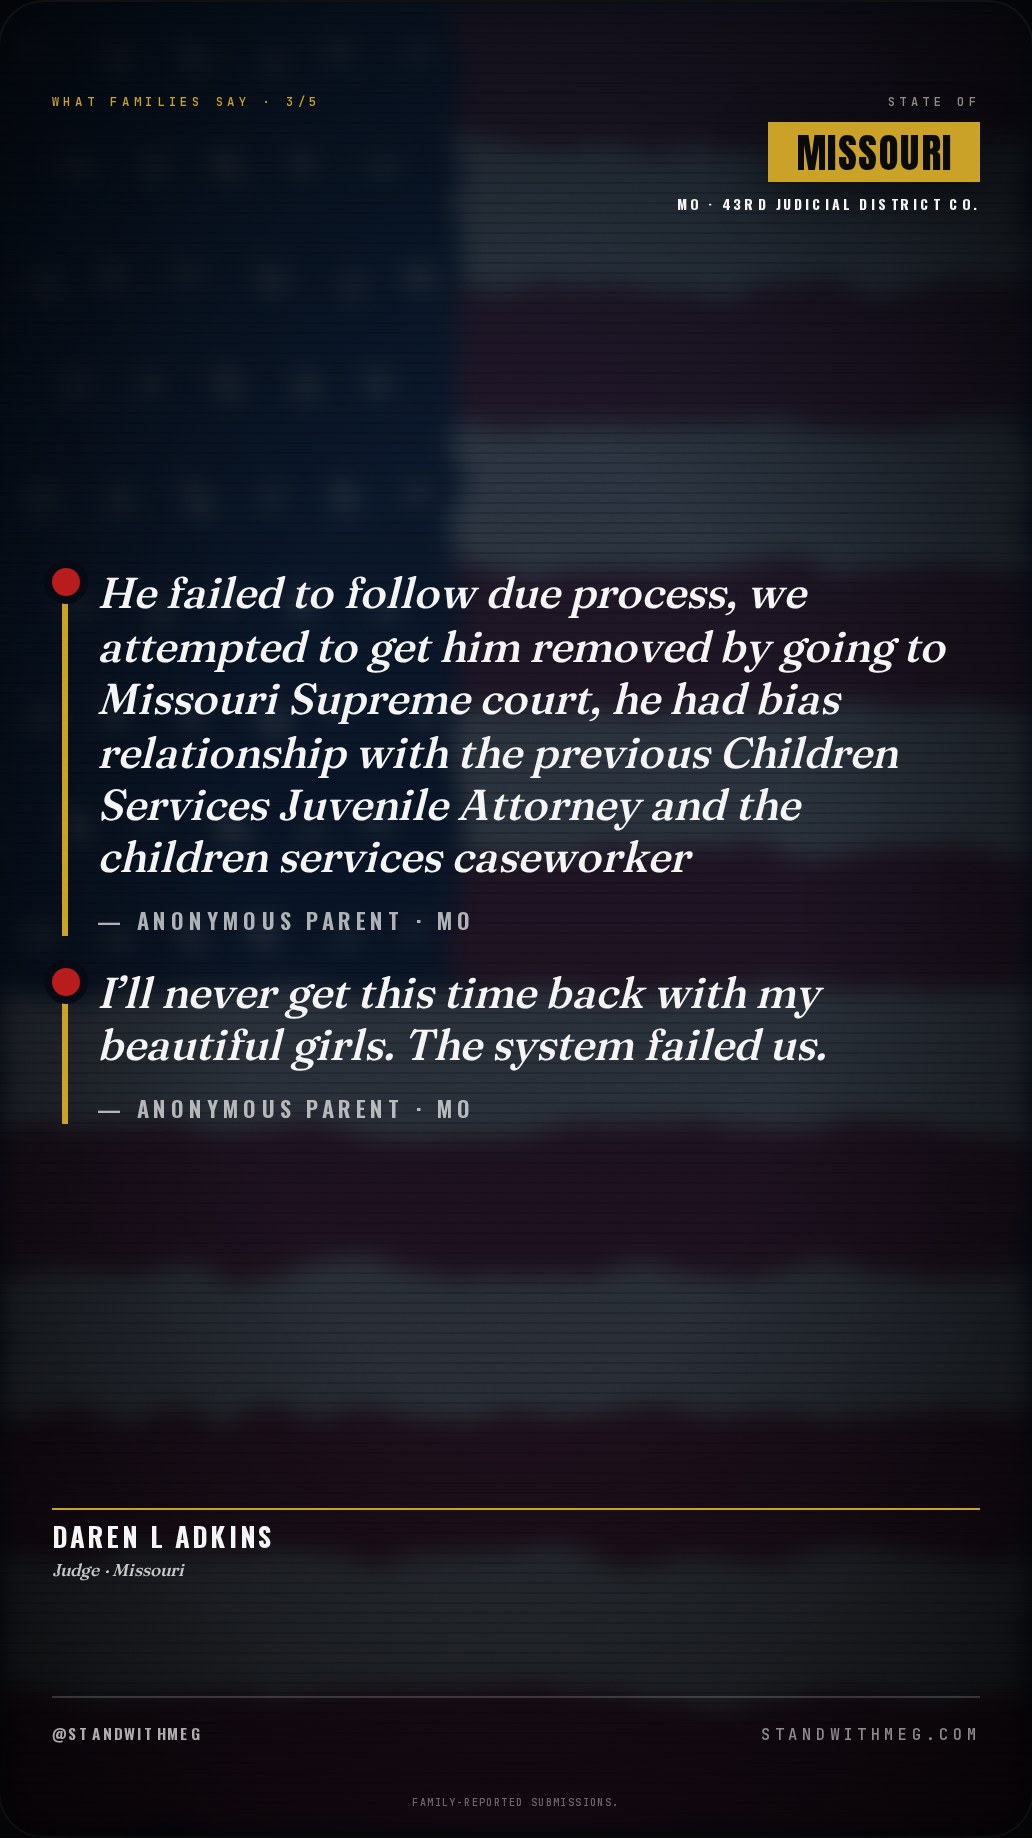 WHAT FAMILIES SAY · 3/5
STATE OF
MISSOURI
MO · 43RD JUDICIAL DISTRICT CO.
He failed to follow due process, we
attempted to get him removed by going to
Missouri Supreme court, he had bias
relationship with the previous Children
Services Juvenile Attorney and the
children services caseworker
— ANONYMOUS PARENT · MO
I’ll never get this time back with my
beautiful girls. The system failed us.
— ANONYMOUS PARENT · MO
DAREN L ADKINS
Judge · Missouri
@STANDWITHMEG
STANDWITHMEG.COM
FAMILY-REPORTED SUBMISSIONS.